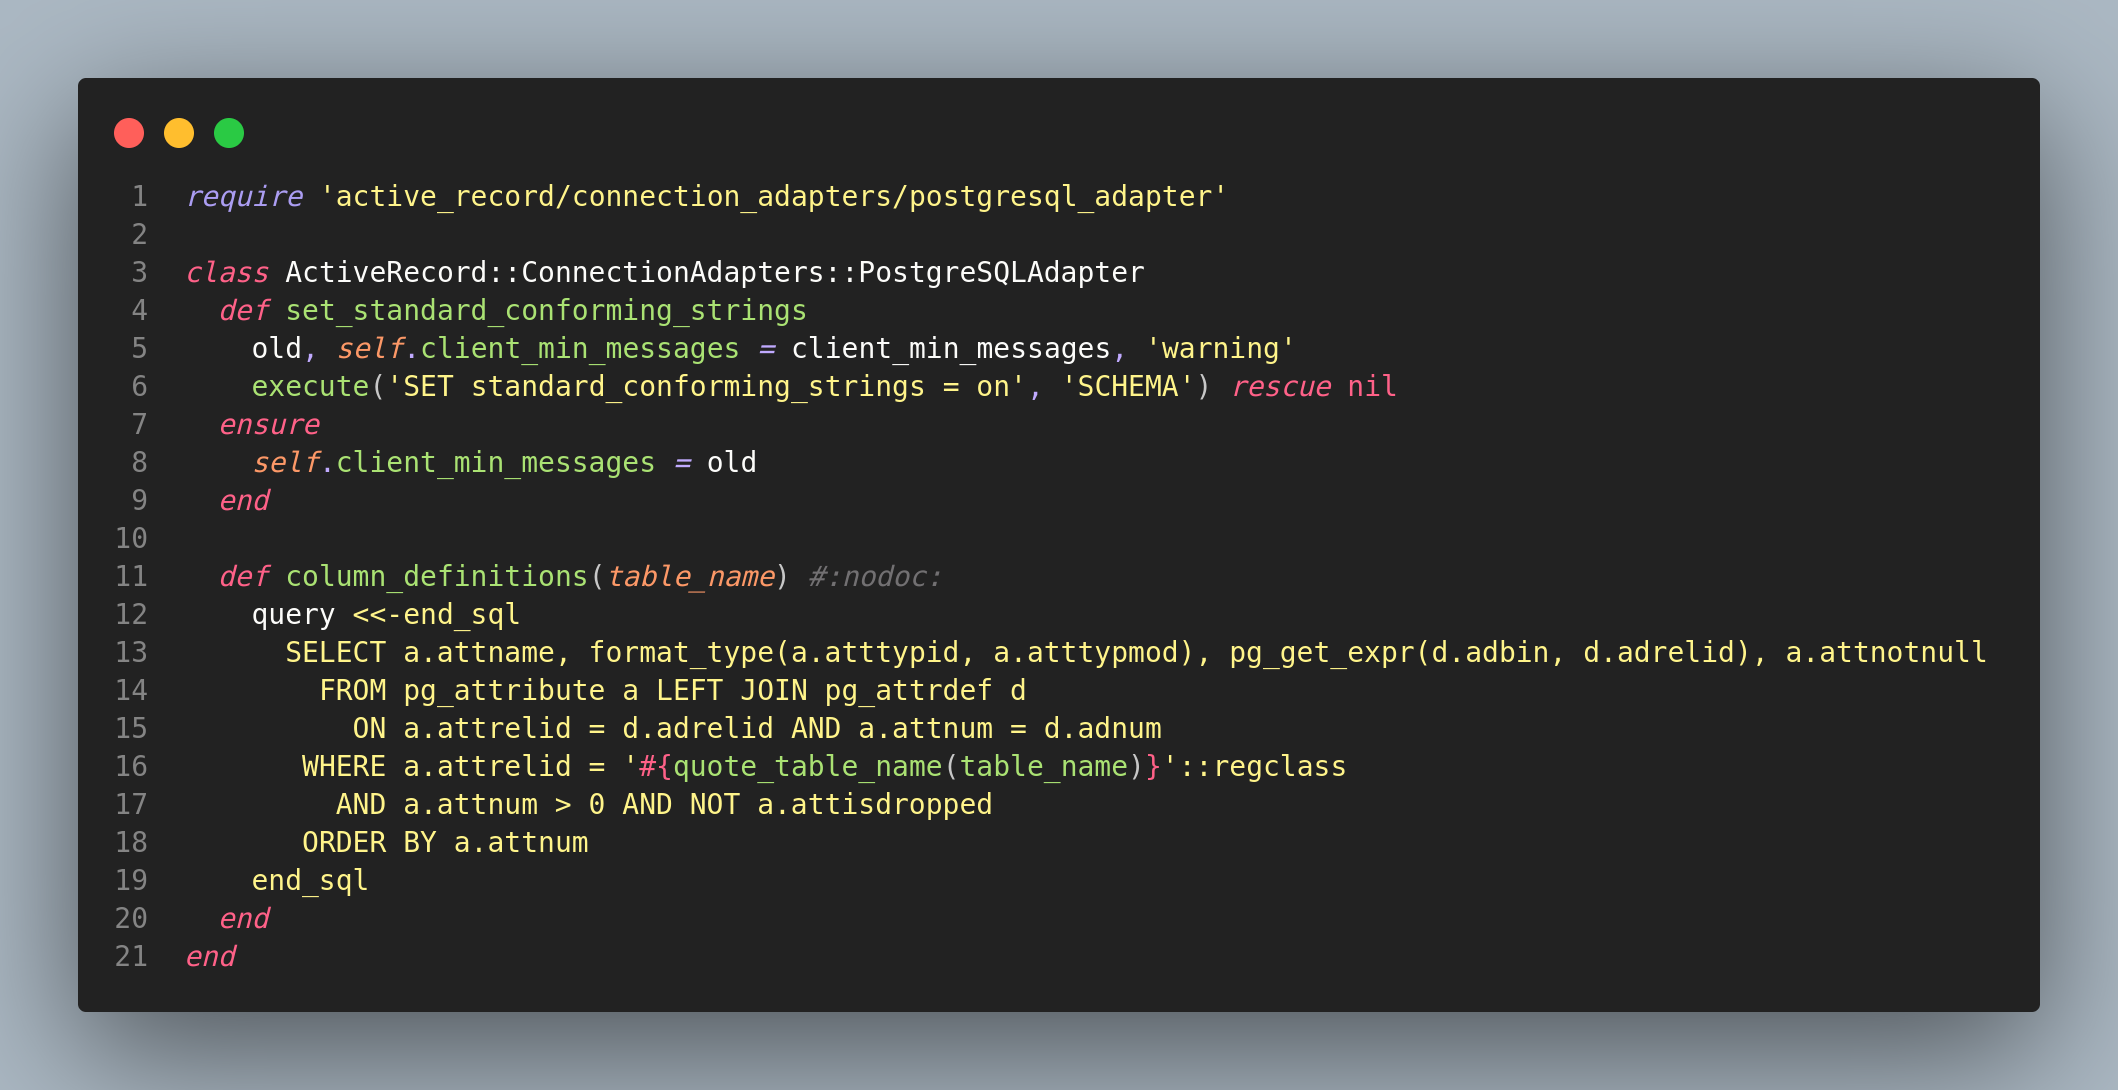 1 require 'active_record/connection_adapters/postgresql_adapter'
2
3 class ActiveRecord::ConnectionAdapters::PostgreSQLAdapter
4   def set_standard_conforming_strings
5     old, self.client_min_messages = client_min_messages, 'warning'
6     execute('SET standard_conforming_strings = on', 'SCHEMA') rescue nil
7   ensure
8     self.client_min_messages = old
9   end
10
11   def column_definitions(table_name) #:nodoc:
12     query <<-end_sql
13       SELECT a.attname, format_type(a.atttypid, a.atttypmod), pg_get_expr(d.adbin, d.adrelid), a.attnotnull
14         FROM pg_attribute a LEFT JOIN pg_attrdef d
15           ON a.attrelid = d.adrelid AND a.attnum = d.adnum
16        WHERE a.attrelid = '#{quote_table_name(table_name)}'::regclass
17          AND a.attnum > 0 AND NOT a.attisdropped
18        ORDER BY a.attnum
19     end_sql
20   end
21 end